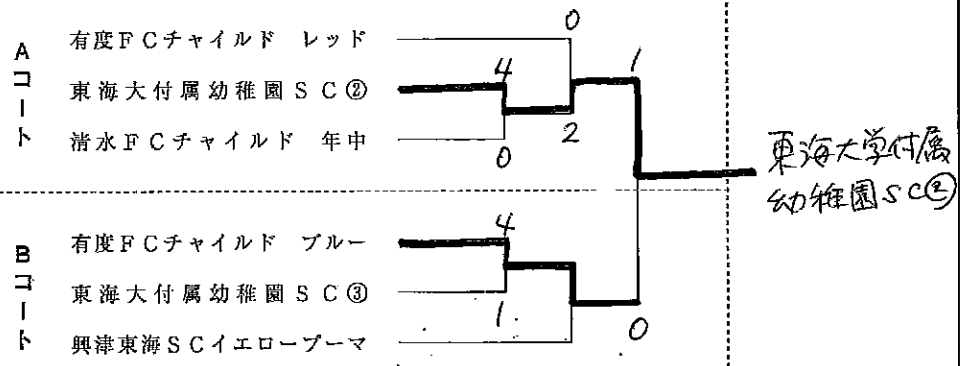 Aコート
有度FCチャイルド レッド
東海大付属幼稚園SC②
清水FCチャイルド 年中
0
4
0
2
1
東海大学付属
幼稚園SC②
Bコート
有度FCチャイルド ブルー
東海大付属幼稚園SC③
興津東海SCイエロープーマ
4
1
0